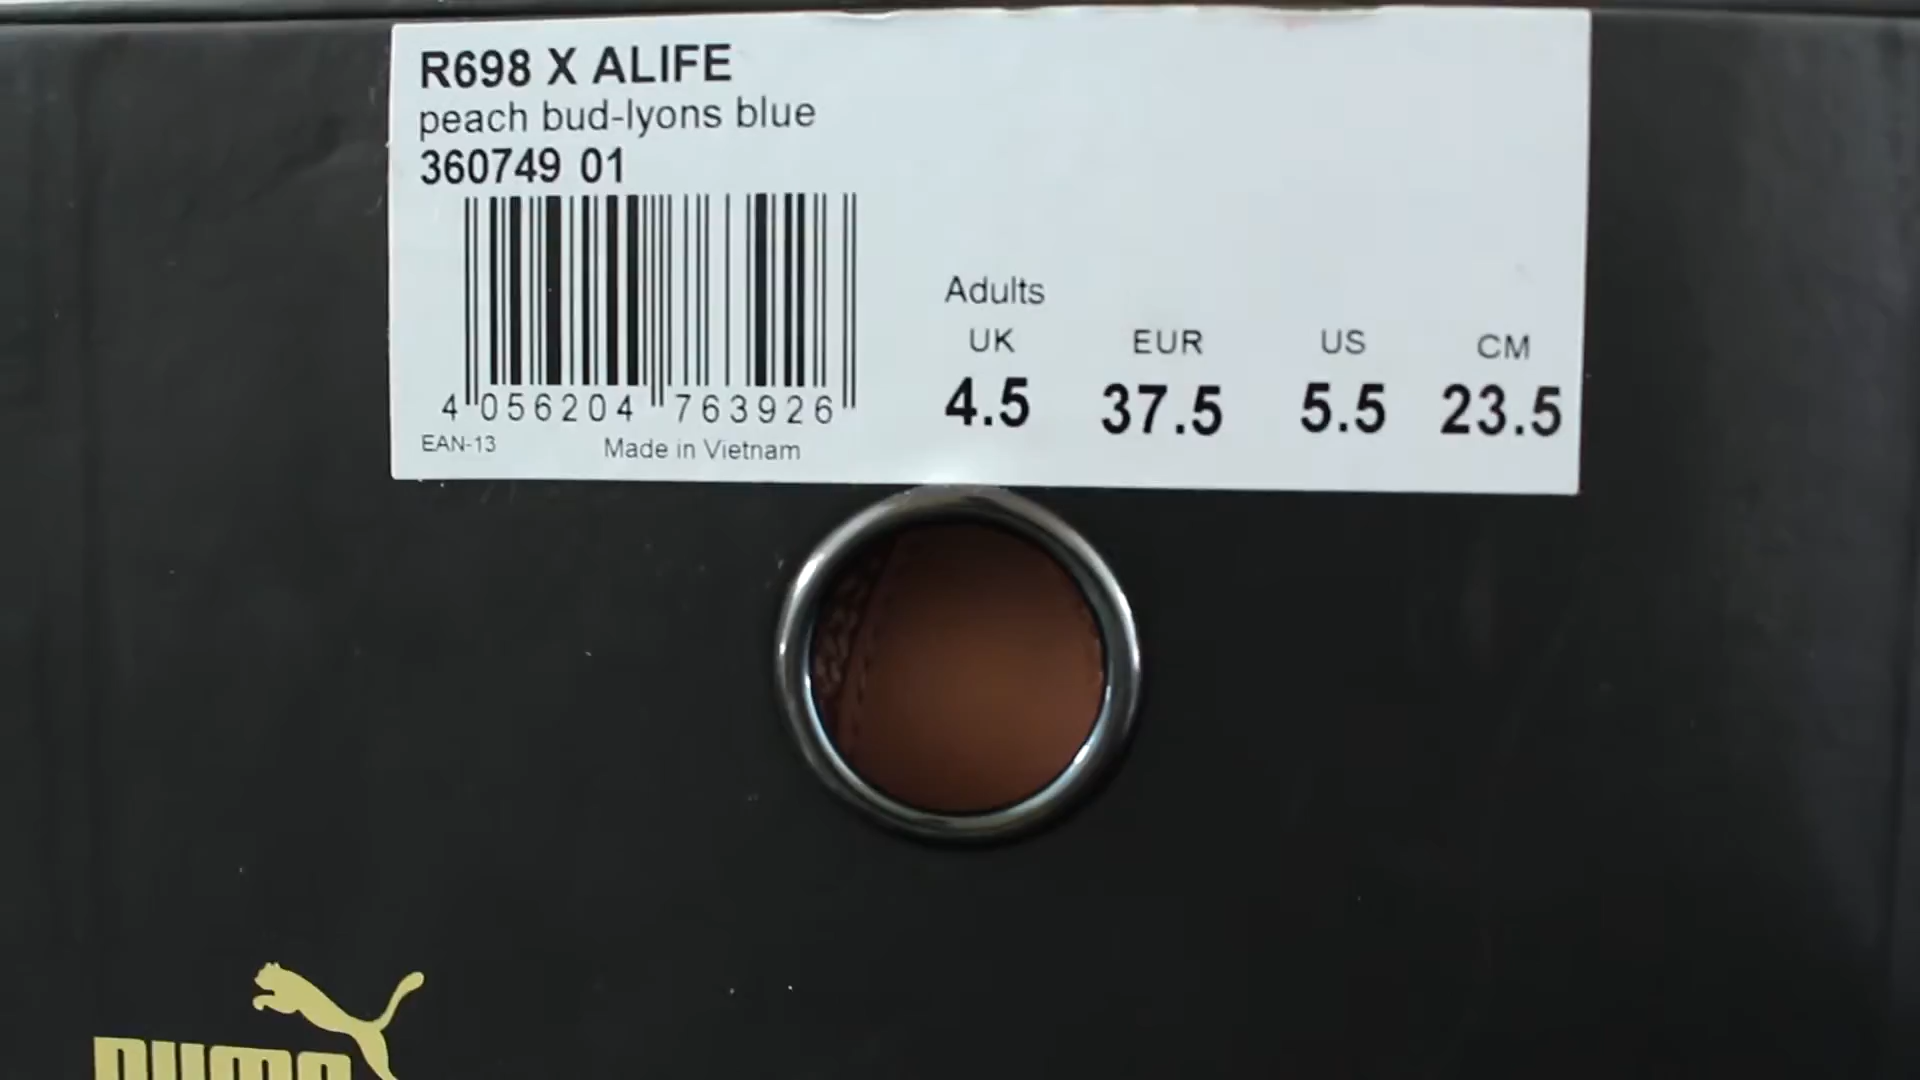 R698 X ALIFE
peach bud-lyons blue
360749 01
4 056204 763926
EAN-13 Made in Vietnam
Adults
UK EUR US CM
4.5 37.5 5.5 23.5
PUMA